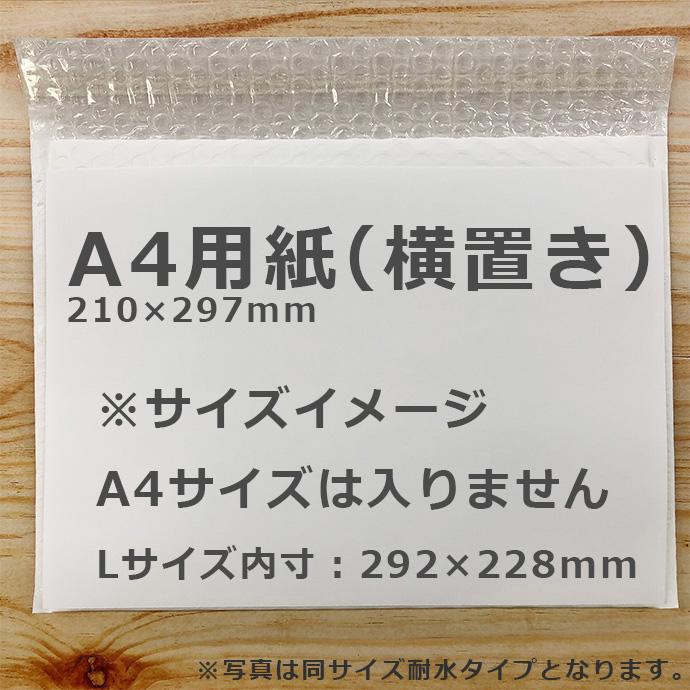 A4用紙（横置き）
210×297mm
※サイズイメージ
A4サイズは入りません
Lサイズ内寸：292×228mm
※写真は同サイズ耐水タイプとなります。